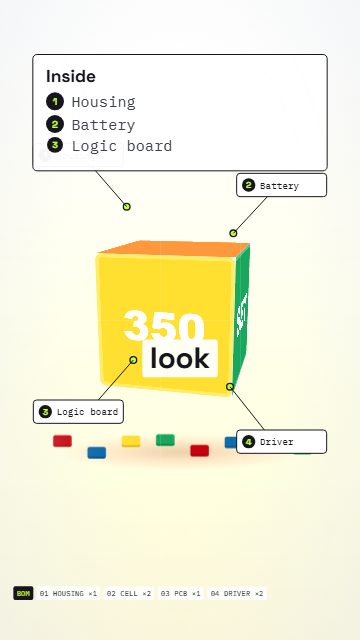 Inside
1 Housing
2 Battery
3 Logic board
2 Battery
350
look
3 Logic board
4 Driver
BOM 01 HOUSING ×1 02 CELL ×2 03 PCB ×1 04 DRIVER ×2